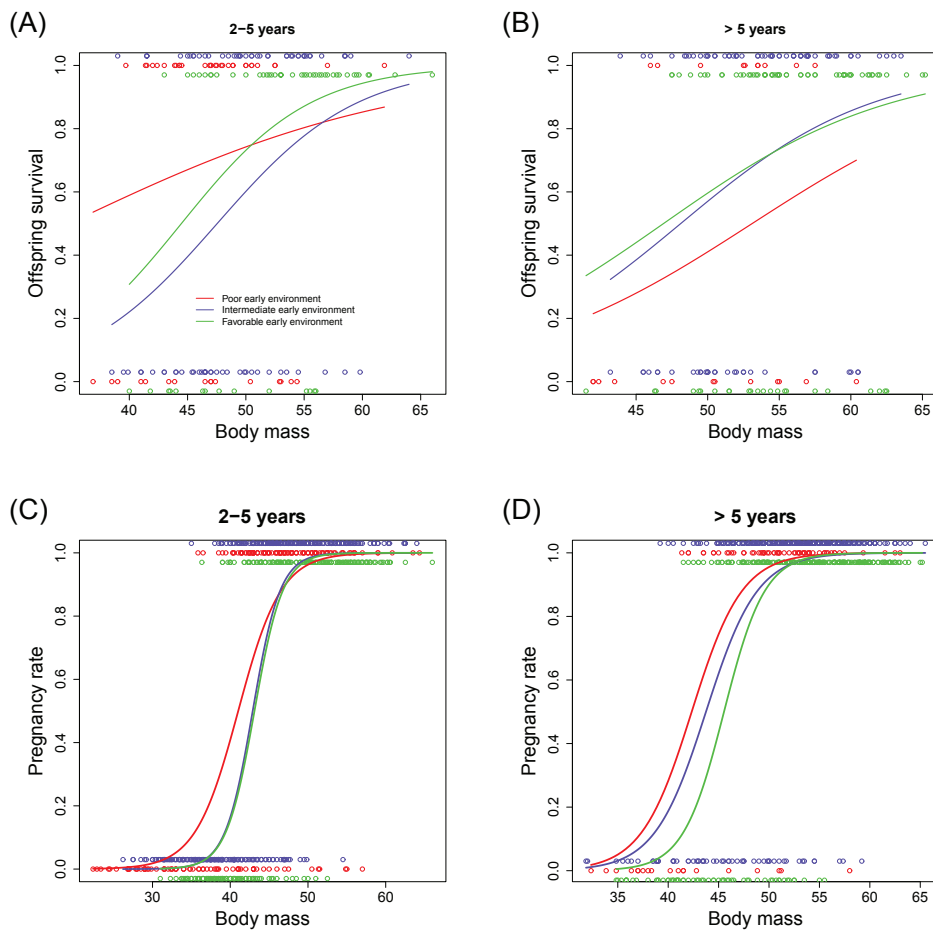 (A)
2−5 years
Offspring survival
0.0 0.2 0.4 0.6 0.8 1.0
Poor early environment
Intermediate early environment
Favorable early environment
40 45 50 55 60 65
Body mass
(B)
> 5 years
Offspring survival
0.0 0.2 0.4 0.6 0.8 1.0
45 50 55 60 65
Body mass
(C)
2−5 years
Pregnancy rate
0.0 0.2 0.4 0.6 0.8 1.0
30 40 50 60
Body mass
(D)
> 5 years
Pregnancy rate
0.0 0.2 0.4 0.6 0.8 1.0
35 40 45 50 55 60 65
Body mass